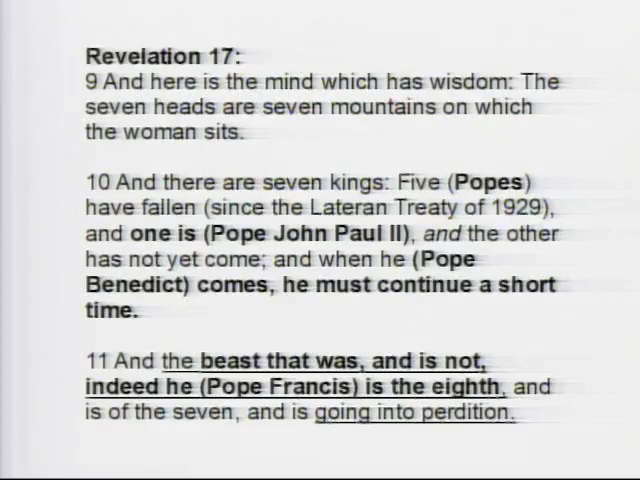 Revelation 17:
9 And here is the mind which has wisdom: The
seven heads are seven mountains on which
the woman sits.
10 And there are seven kings: Five (Popes)
have fallen (since the Lateran Treaty of 1929),
and one is (Pope John Paul II), and the other
has not yet come; and when he (Pope
Benedict) comes, he must continue a short
time.
11 And the beast that was, and is not,
indeed he (Pope Francis) is the eighth, and
is of the seven, and is going into perdition.